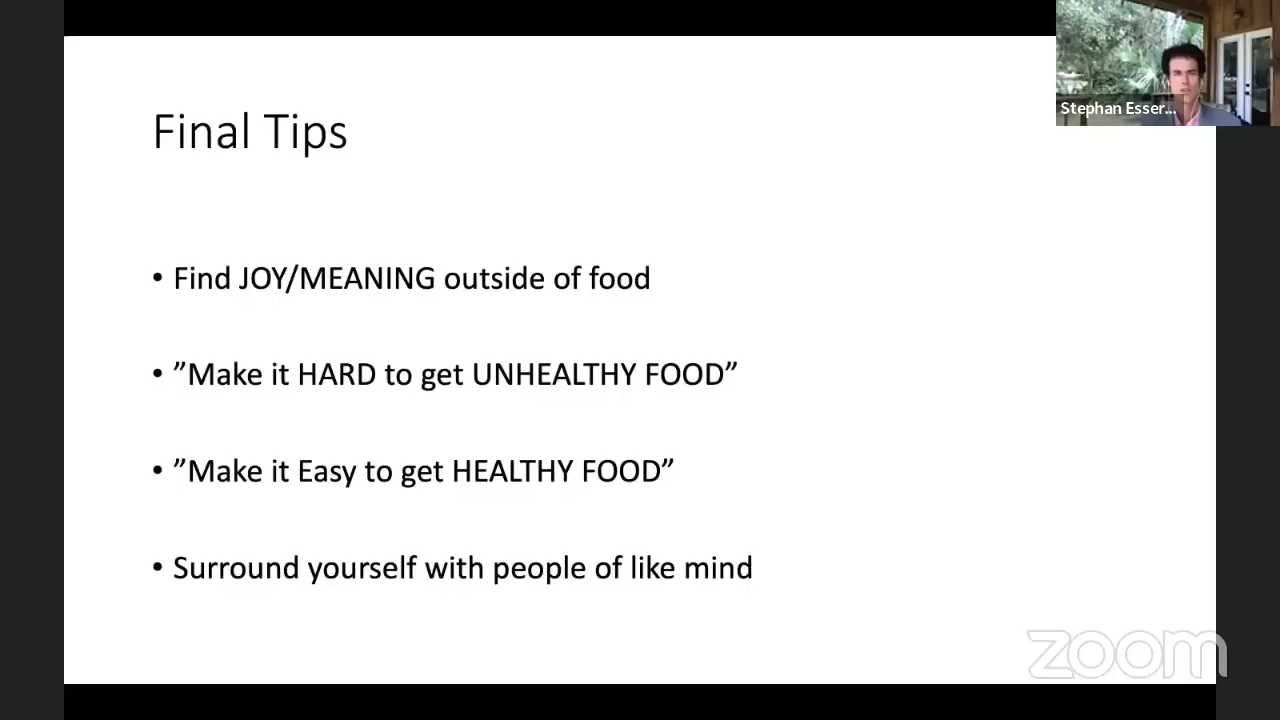 Stephan Esser...
Final Tips
• Find JOY/MEANING outside of food
• ”Make it HARD to get UNHEALTHY FOOD”
• ”Make it Easy to get HEALTHY FOOD”
• Surround yourself with people of like mind
zoom